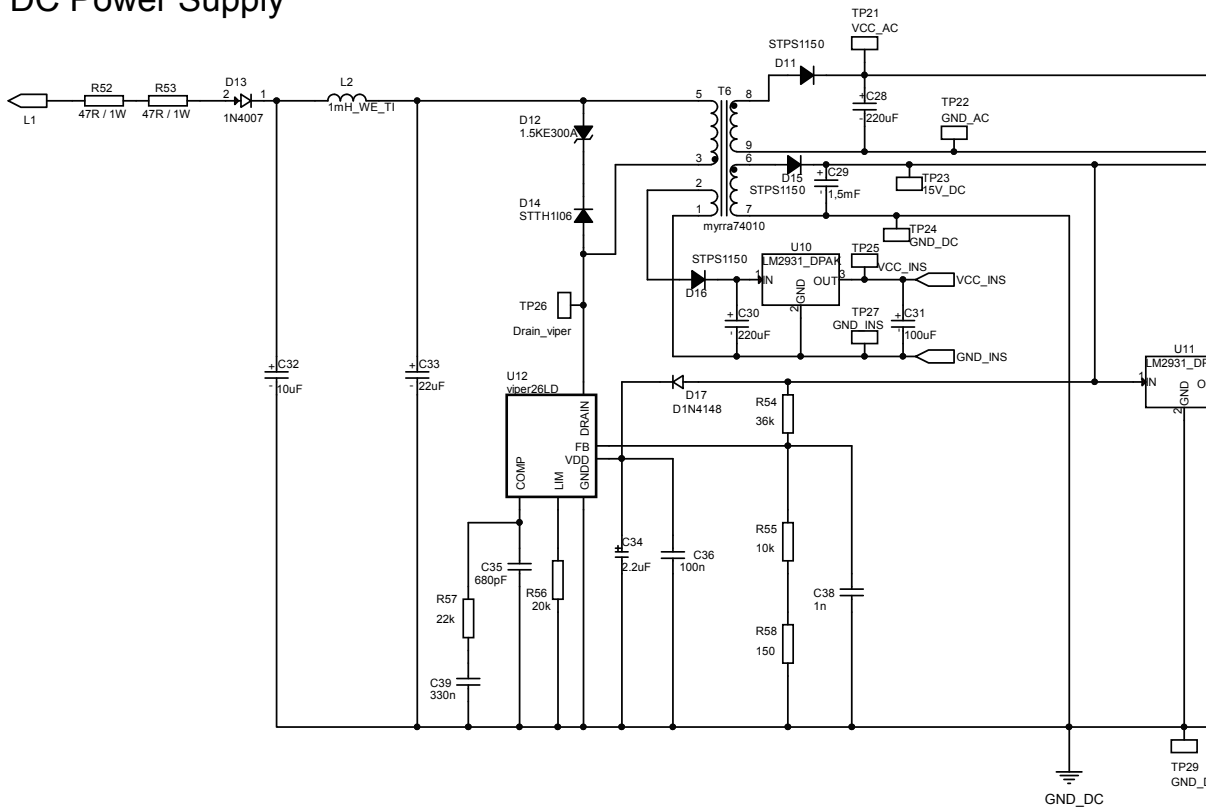 DC Power Supply
TP21
VCC_AC
STPS1150
D11
R52
47R / 1W
R53
47R / 1W
D13
2
1
1N4007
L2
1mH_WE_TI
L1
T6
5
8
C28
+
-
220uF
TP22
GND_AC
D12
1.5KE300A
9
3
6
D15
STPS1150
C29
+
-
1,5mF
TP23
15V_DC
2
1
7
D14
STTH1I06
myrra74010
TP24
GND_DC
U10
LM2931_DPAK
STPS1150
D16
1
IN
OUT
3
GND
2
TP25
VCC_INS
VCC_INS
TP26
Drain_viper
C30
+
-
220uF
TP27
GND_INS
C31
+
-
100uF
GND_INS
U11
LM2931_DP
1
IN
O
GND
2
C32
+
-
10uF
C33
+
-
22uF
U12
viper26LD
DRAIN
FB
VDD
GND
COMP
LIM
D17
D1N4148
R54
36k
C34
+
2.2uF
C36
100n
R55
10k
C35
680pF
R56
20k
R57
22k
C38
1n
R58
150
C39
330n
GND_DC
TP29